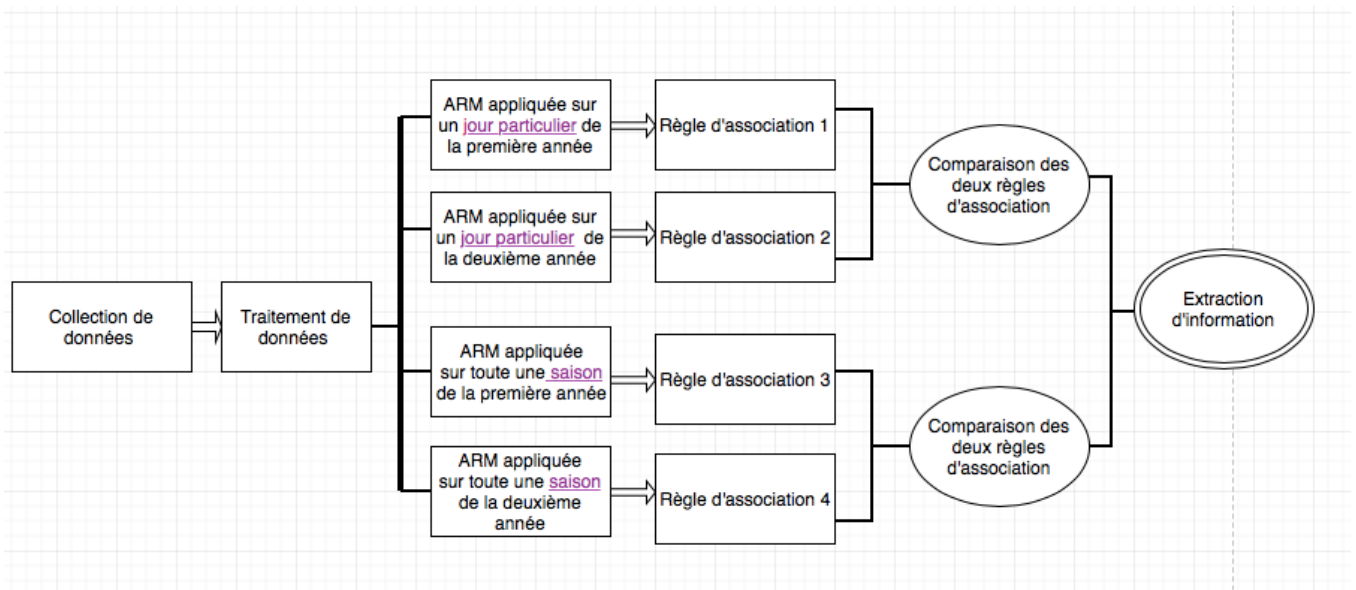 Collection de
données
Traitement de
données
ARM appliquée sur
un jour particulier de
la première année
Règle d'association 1
ARM appliquée sur
un jour particulier de
la deuxième année
Règle d'association 2
Comparaison des
deux règles
d'association
ARM appliquée
sur toute une saison
de la première année
Règle d'association 3
ARM appliquée
sur toute une saison
de la deuxième
année
Règle d'association 4
Comparaison des
deux règles
d'association
Extraction
d'information